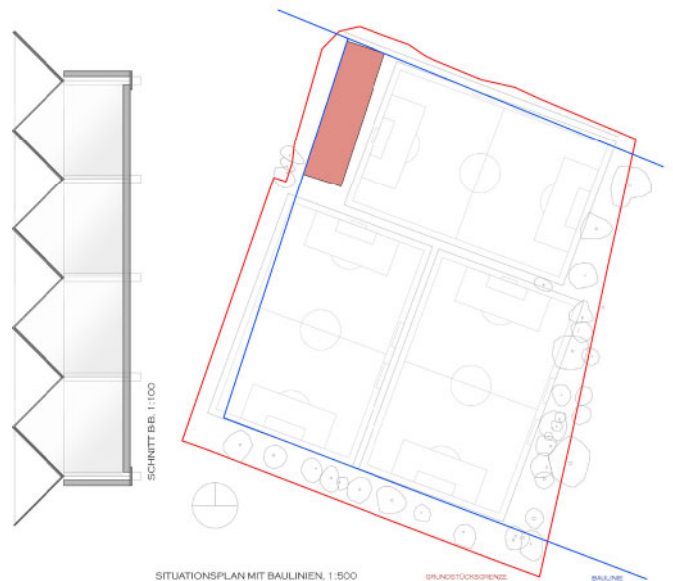 SCHNITT B-B, 1:100
SITUATIONSPLAN MIT BAULINIEN, 1:500
GRUNDSTÜCKSGRENZE
BAULINIE